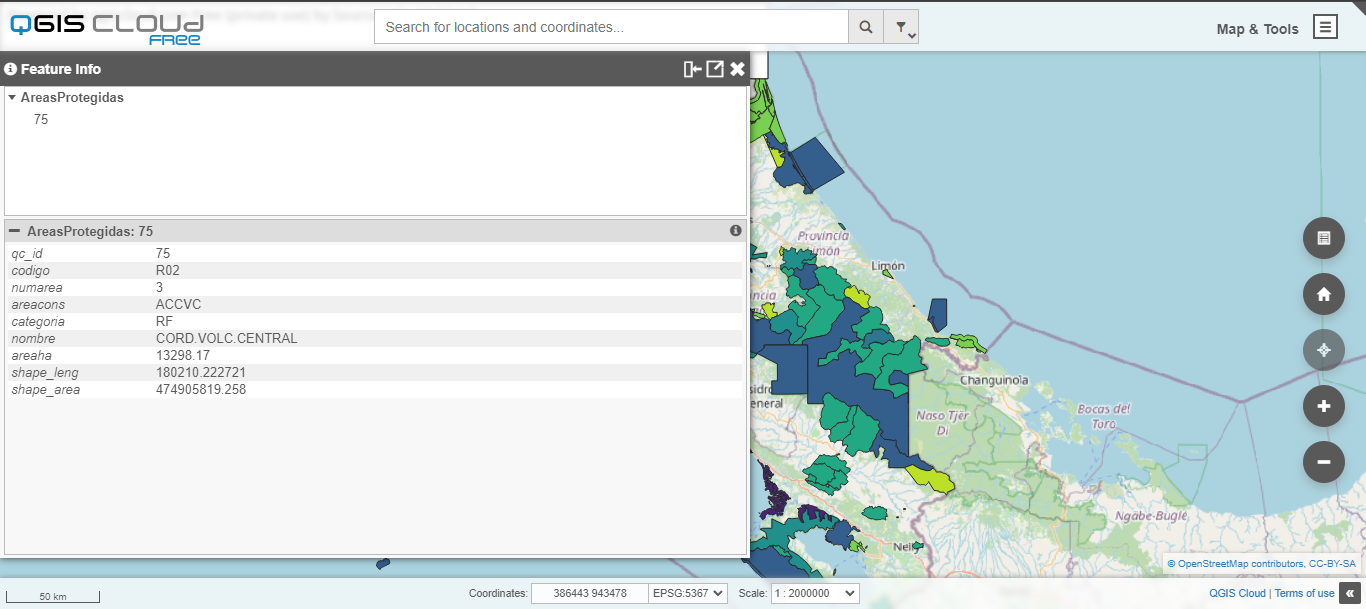 QGIS CLOUD
FREE
Search for locations and coordinates...
Map & Tools
Feature Info
AreasProtegidas
75
AreasProtegidas: 75
qc_id 75
codigo R02
numarea 3
areacons ACCVC
categoria RF
nombre CORD.VOLC.CENTRAL
areaha 13298.17
shape_leng 180210.222721
shape_area 474905819.258
Provincia
Limón
Limón
Changuinola
Bocas del
Toro
Naso Tjër
Di
Ngäbe-Buglé
© OpenStreetMap contributors, CC-BY-SA
50 km
Coordinates: 386443 943478 EPSG:5367 Scale: 1 : 2000000
QGIS Cloud | Terms of use